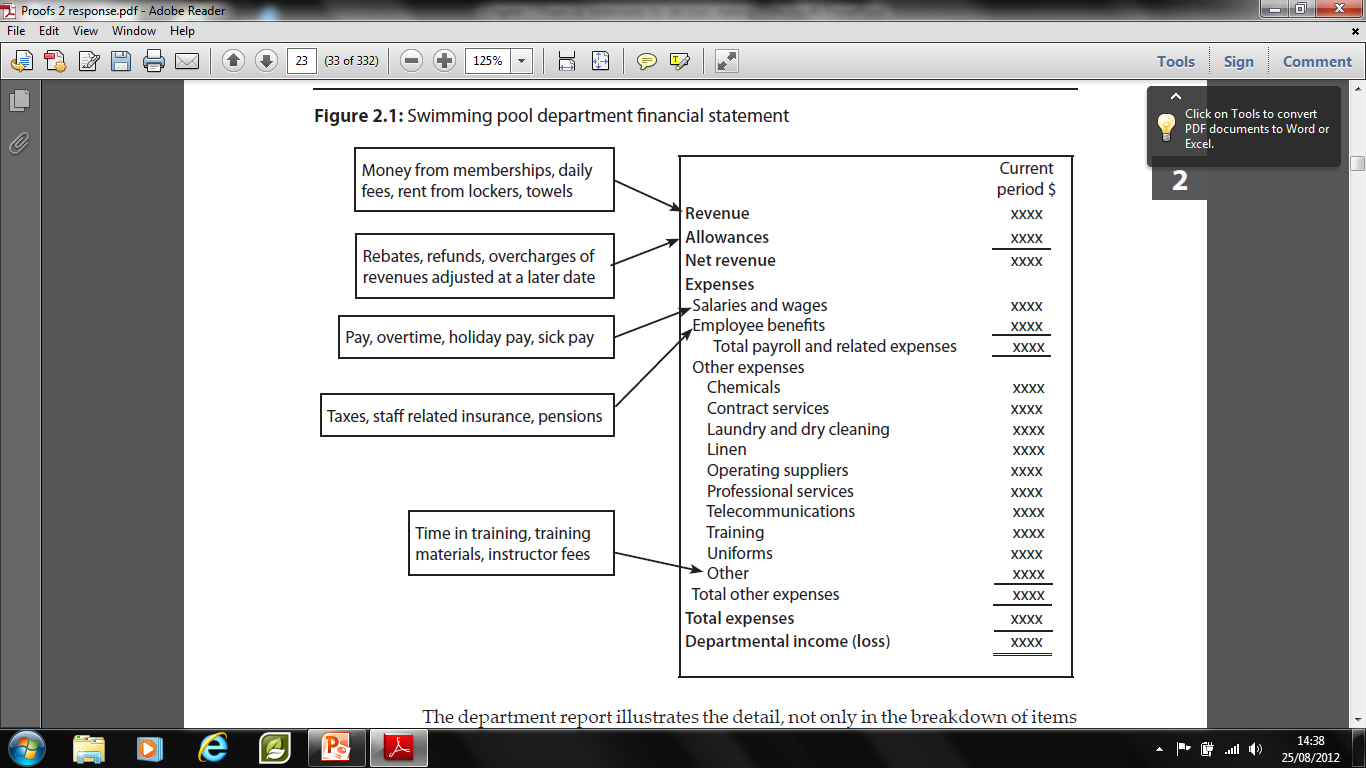 Proofs 2 response.pdf - Adobe Reader
File Edit View Window Help
23 (33 of 332) 125% Tools Sign Comment
Click on Tools to convert
PDF documents to Word or
Excel.
2
Figure 2.1: Swimming pool department financial statement
Money from memberships, daily
fees, rent from lockers, towels
Rebates, refunds, overcharges of
revenues adjusted at a later date
Pay, overtime, holiday pay, sick pay
Taxes, staff related insurance, pensions
Time in training, training
materials, instructor fees
Current
period $
Revenue xxxx
Allowances xxxx
Net revenue xxxx
Expenses
Salaries and wages xxxx
Employee benefits xxxx
Total payroll and related expenses xxxx
Other expenses
Chemicals xxxx
Contract services xxxx
Laundry and dry cleaning xxxx
Linen xxxx
Operating suppliers xxxx
Professional services xxxx
Telecommunications xxxx
Training xxxx
Uniforms xxxx
Other xxxx
Total other expenses xxxx
Total expenses xxxx
Departmental income (loss) xxxx
The department report illustrates the detail, not only in the breakdown of items
14:38
25/08/2012